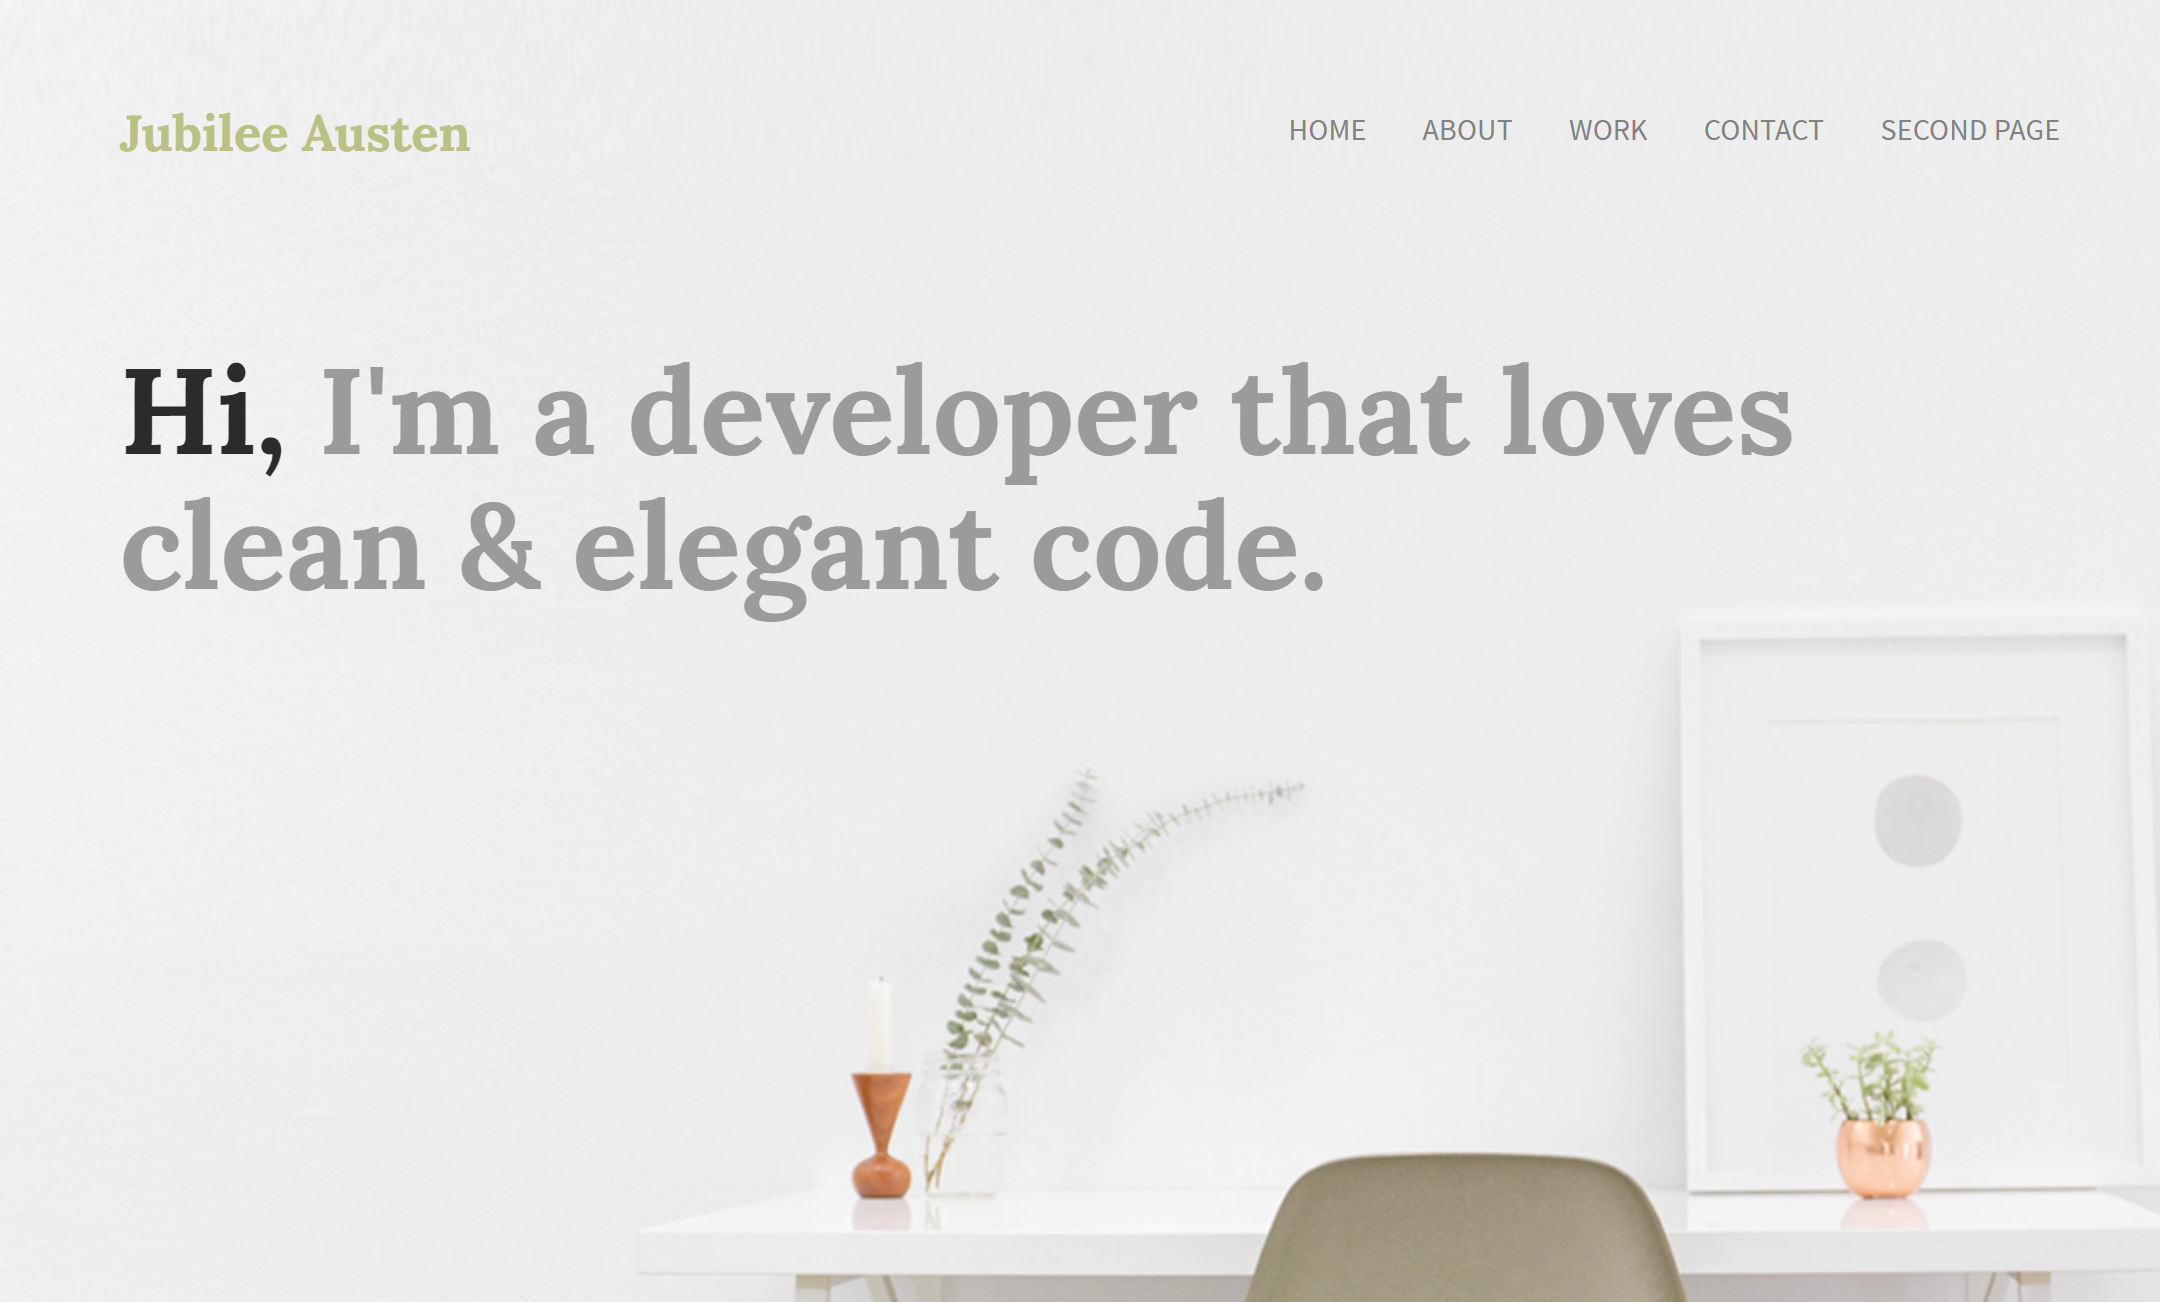 Jubilee Austen
HOME ABOUT WORK CONTACT SECOND PAGE
Hi, I'm a developer that loves
clean & elegant code.